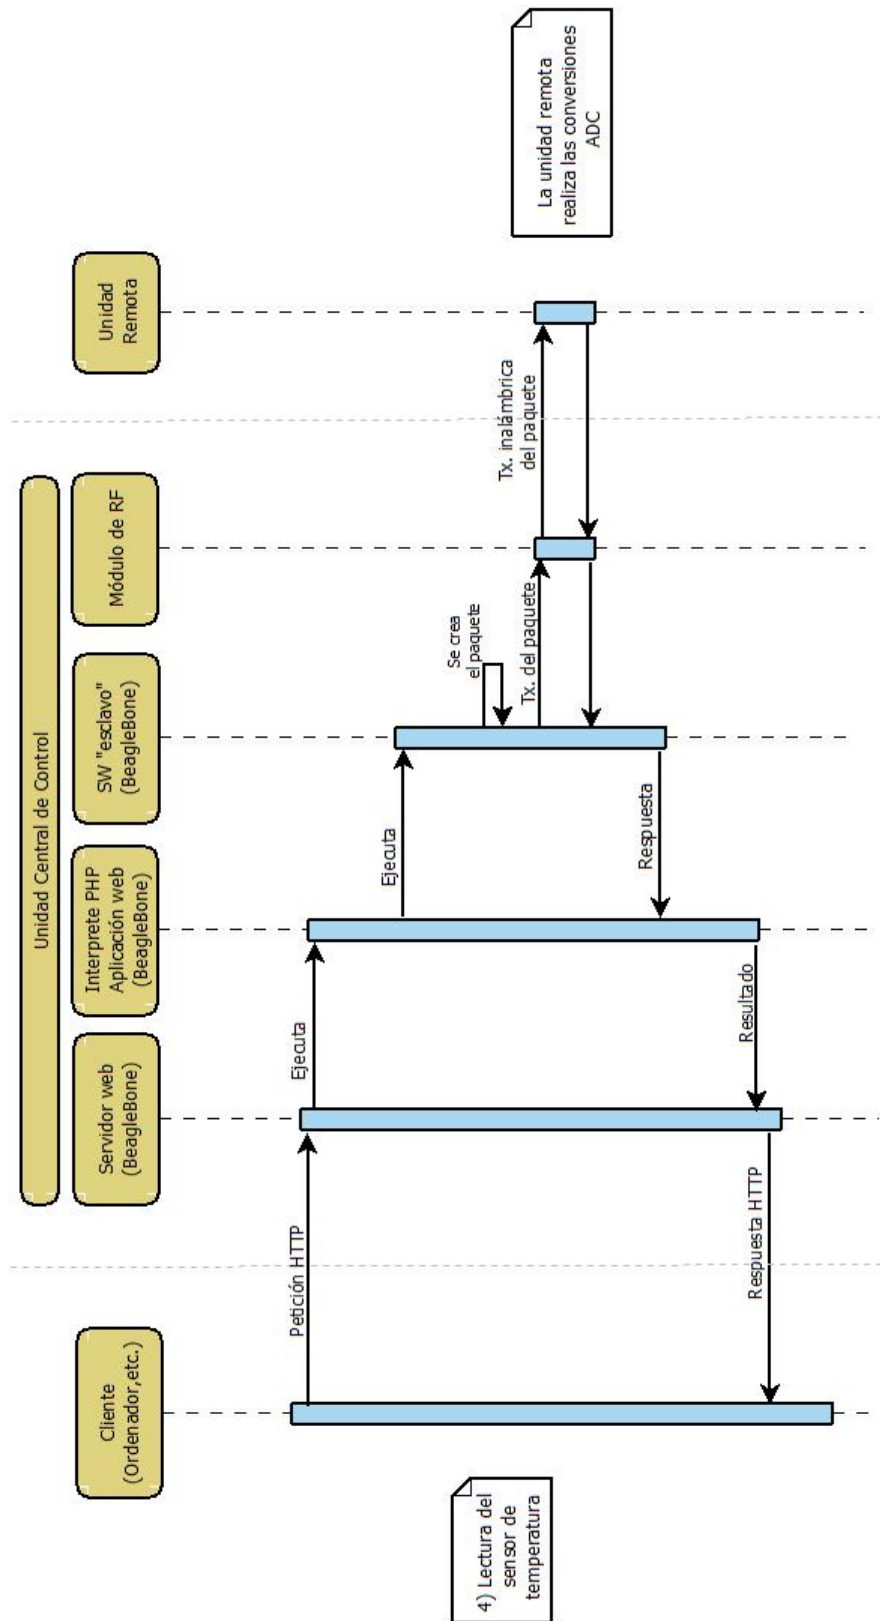 Unidad Central de Control
Cliente
(Ordenador,etc.)
Servidor web
(BeagleBone)
Interprete PHP
Aplicación web
(BeagleBone)
SW "esclavo"
(BeagleBone)
Módulo de RF
Unidad
Remota
Petición HTTP
Ejecuta
Ejecuta
Se crea
el paquete
Tx. del paquete
Tx. inalámbrica
del paquete
4) Lectura del
sensor de
temperatura
La unidad remota
realiza las conversiones
ADC
Respuesta
Resultado
Respuesta HTTP